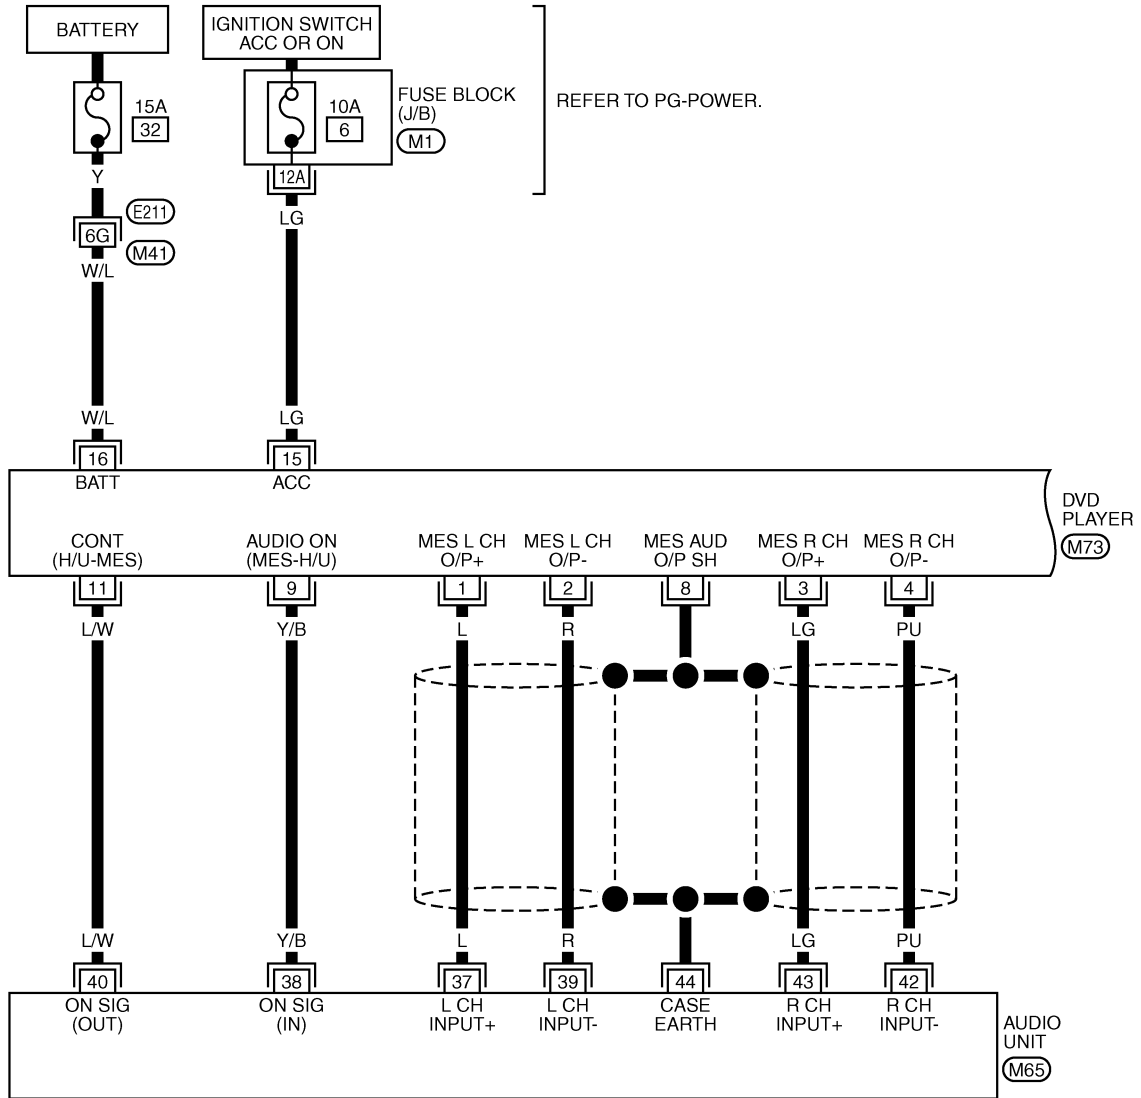 BATTERY
IGNITION SWITCH
ACC OR ON
15A
32
10A
6
FUSE BLOCK
(J/B)
M1
REFER TO PG-POWER.
Y
12A
E211
LG
6G
M41
W/L
W/L
LG
16
15
BATT
ACC
DVD
PLAYER
M73
CONT
(H/U-MES)
AUDIO ON
(MES-H/U)
MES L CH
O/P+
MES L CH
O/P-
MES AUD
O/P SH
MES R CH
O/P+
MES R CH
O/P-
11
9
1
2
8
3
4
L/W
Y/B
L
R
LG
PU
L/W
Y/B
L
R
LG
PU
40
38
37
39
44
43
42
ON SIG
(OUT)
ON SIG
(IN)
L CH
INPUT+
L CH
INPUT-
CASE
EARTH
R CH
INPUT+
R CH
INPUT-
AUDIO
UNIT
M65